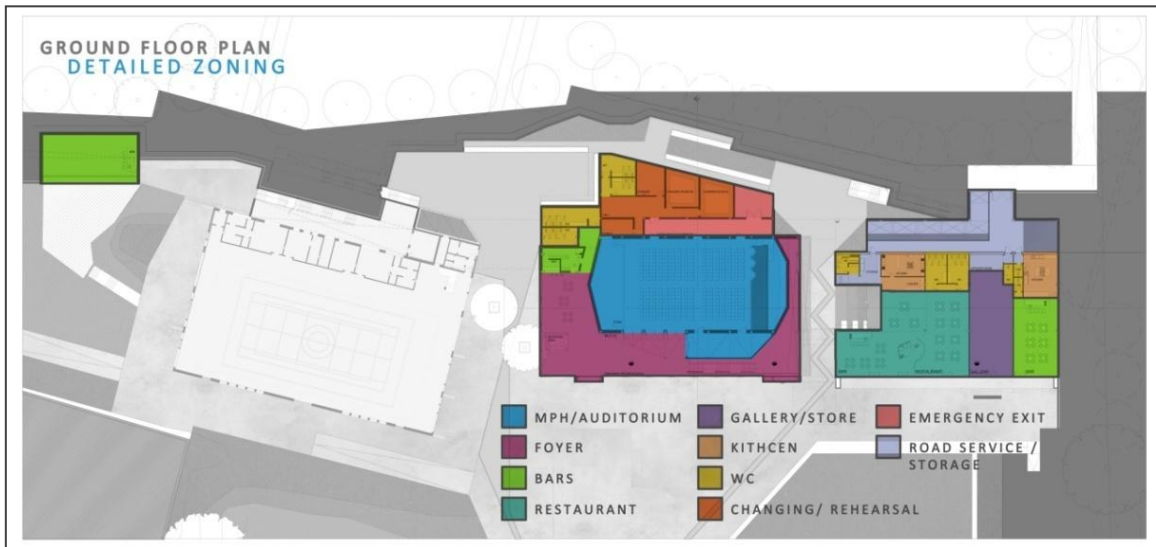 GROUND FLOOR PLAN
DETAILED ZONING
MPH/AUDITORIUM
FOYER
BARS
RESTAURANT
GALLERY/STORE
KITHCEN
WC
CHANGING/ REHEARSAL
EMERGENCY EXIT
ROAD SERVICE /
STORAGE